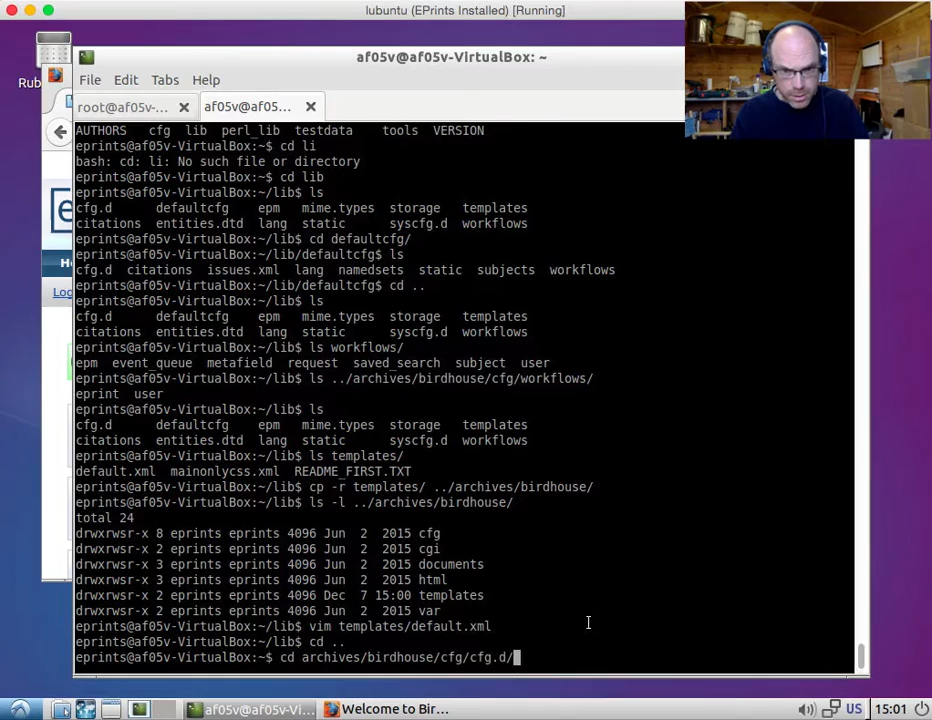 lubuntu (EPrints Installed) [Running]
Rub
af05v@af05v-VirtualBox: ~
File Edit Tabs Help
root@af05v-...
af05v@af05...
AUTHORS cfg lib perl_lib testdata tools VERSION
eprints@af05v-VirtualBox:~$ cd li
bash: cd: li: No such file or directory
eprints@af05v-VirtualBox:~$ cd lib
eprints@af05v-VirtualBox:~/lib$ ls
cfg.d defaultcfg epm mime.types storage templates
citations entities.dtd lang static syscfg.d workflows
eprints@af05v-VirtualBox:~/lib$ cd defaultcfg/
eprints@af05v-VirtualBox:~/lib/defaultcfg$ ls
cfg.d citations issues.xml lang namedsets static subjects workflows
eprints@af05v-VirtualBox:~/lib/defaultcfg$ cd ..
eprints@af05v-VirtualBox:~/lib$ ls
cfg.d defaultcfg epm mime.types storage templates
citations entities.dtd lang static syscfg.d workflows
eprints@af05v-VirtualBox:~/lib$ ls workflows/
epm event_queue metafield request saved_search subject user
eprints@af05v-VirtualBox:~/lib$ ls ../archives/birdhouse/cfg/workflows/
eprint user
eprints@af05v-VirtualBox:~/lib$ ls
cfg.d defaultcfg epm mime.types storage templates
citations entities.dtd lang static syscfg.d workflows
eprints@af05v-VirtualBox:~/lib$ ls templates/
default.xml mainonlycss.xml README_FIRST.TXT
eprints@af05v-VirtualBox:~/lib$ cp -r templates/ ../archives/birdhouse/
eprints@af05v-VirtualBox:~/lib$ ls -l ../archives/birdhouse/
total 24
drwxrwsr-x 8 eprints eprints 4096 Jun 2 2015 cfg
drwxrwsr-x 2 eprints eprints 4096 Jun 2 2015 cgi
drwxrwsr-x 3 eprints eprints 4096 Jun 2 2015 documents
drwxrwsr-x 3 eprints eprints 4096 Jun 2 2015 html
drwxrwsr-x 2 eprints eprints 4096 Dec 7 15:00 templates
drwxrwsr-x 2 eprints eprints 4096 Jun 2 2015 var
eprints@af05v-VirtualBox:~/lib$ vim templates/default.xml
eprints@af05v-VirtualBox:~/lib$ cd ..
eprints@af05v-VirtualBox:~$ cd archives/birdhouse/cfg/cfg.d/
e
H
Log
af05v@af05v-Vi...
Welcome to Bir...
US
15:01